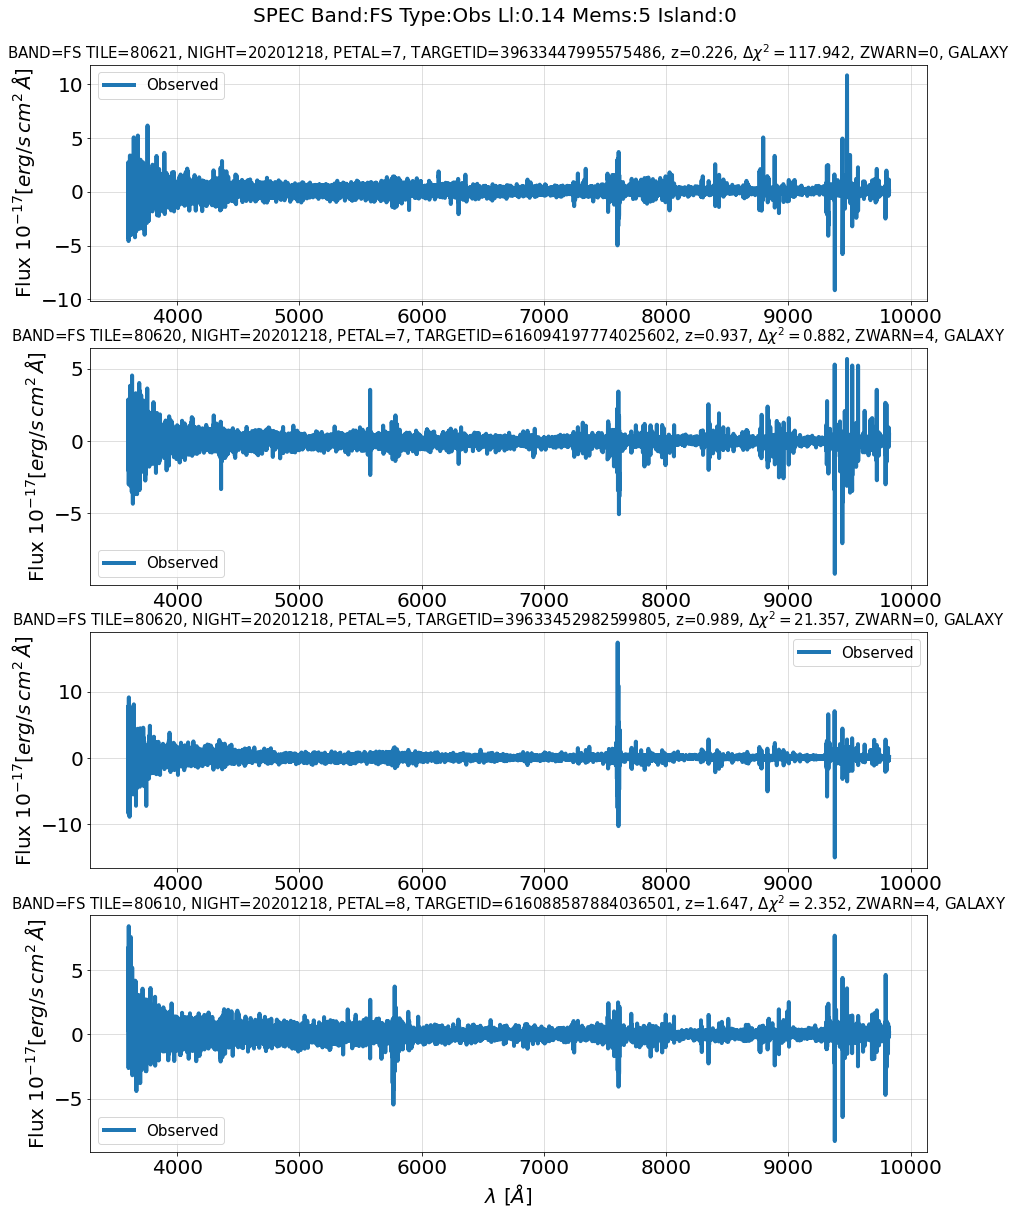 SPEC Band:FS Type:Obs Ll:0.14 Mems:5 Island:0
BAND=FS TILE=80621, NIGHT=20201218, PETAL=7, TARGETID=39633447995575486, z=0.226, Δχ² = 117.942, ZWARN=0, GALAXY
Observed
Flux 10⁻¹⁷[erg/s cm² Å]
10
5
0
−5
−10
4000 5000 6000 7000 8000 9000 10000
BAND=FS TILE=80620, NIGHT=20201218, PETAL=7, TARGETID=616094197774025602, z=0.937, Δχ² = 0.882, ZWARN=4, GALAXY
Flux 10⁻¹⁷[erg/s cm² Å]
5
0
−5
Observed
4000 5000 6000 7000 8000 9000 10000
BAND=FS TILE=80620, NIGHT=20201218, PETAL=5, TARGETID=39633452982599805, z=0.989, Δχ² = 21.357, ZWARN=0, GALAXY
Observed
Flux 10⁻¹⁷[erg/s cm² Å]
10
0
−10
4000 5000 6000 7000 8000 9000 10000
BAND=FS TILE=80610, NIGHT=20201218, PETAL=8, TARGETID=616088587884036501, z=1.647, Δχ² = 2.352, ZWARN=4, GALAXY
Flux 10⁻¹⁷[erg/s cm² Å]
5
0
−5
Observed
4000 5000 6000 7000 8000 9000 10000
λ [Å]